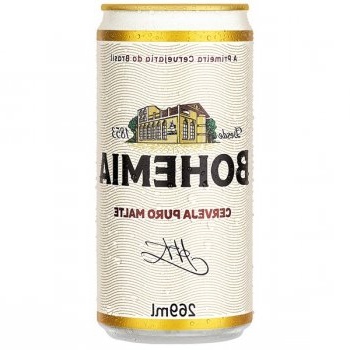 A Primeira Cervejaria do Brasil
Desde 1853
BOHEMIA
CERVEJA PURO MALTE
269ml